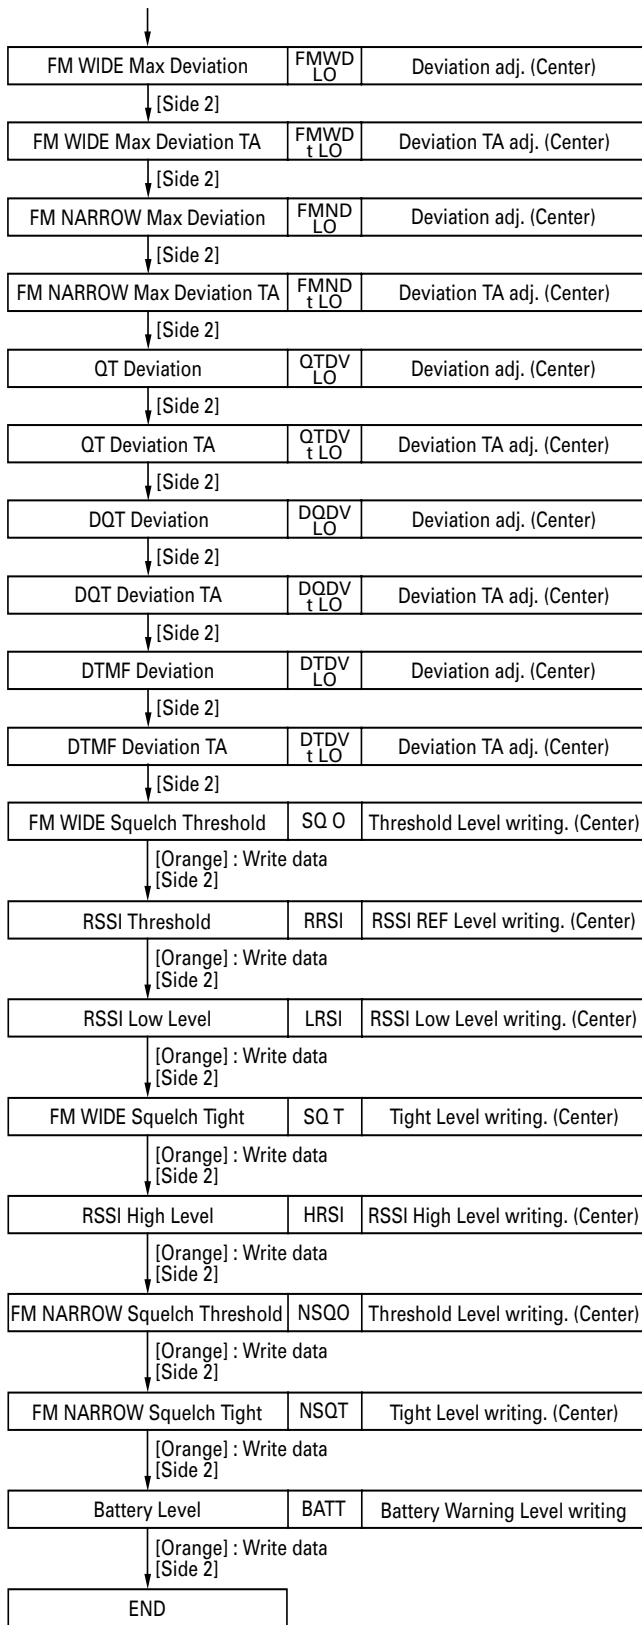 FM WIDE Max Deviation FMWD LO Deviation adj. (Center)
[Side 2]
FM WIDE Max Deviation TA FMWD t LO Deviation TA adj. (Center)
[Side 2]
FM NARROW Max Deviation FMND LO Deviation adj. (Center)
[Side 2]
FM NARROW Max Deviation TA FMND t LO Deviation TA adj. (Center)
[Side 2]
QT Deviation QTDV LO Deviation adj. (Center)
[Side 2]
QT Deviation TA QTDV t LO Deviation TA adj. (Center)
[Side 2]
DQT Deviation DQDV LO Deviation adj. (Center)
[Side 2]
DQT Deviation TA DQDV t LO Deviation TA adj. (Center)
[Side 2]
DTMF Deviation DTDV LO Deviation adj. (Center)
[Side 2]
DTMF Deviation TA DTDV t LO Deviation TA adj. (Center)
[Side 2]
FM WIDE Squelch Threshold SQ O Threshold Level writing. (Center)
[Orange] : Write data
[Side 2]
RSSI Threshold RRSI RSSI REF Level writing. (Center)
[Orange] : Write data
[Side 2]
RSSI Low Level LRSI RSSI Low Level writing. (Center)
[Orange] : Write data
[Side 2]
FM WIDE Squelch Tight SQ T Tight Level writing. (Center)
[Orange] : Write data
[Side 2]
RSSI High Level HRSI RSSI High Level writing. (Center)
[Orange] : Write data
[Side 2]
FM NARROW Squelch Threshold NSQO Threshold Level writing. (Center)
[Orange] : Write data
[Side 2]
FM NARROW Squelch Tight NSQT Tight Level writing. (Center)
[Orange] : Write data
[Side 2]
Battery Level BATT Battery Warning Level writing
[Orange] : Write data
[Side 2]
END